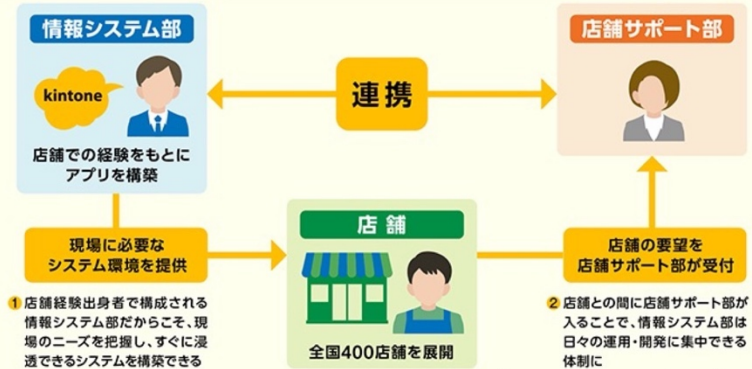 情報システム部
kintone
店舗での経験をもとに
アプリを構築
連携
店舗サポート部
現場に必要な
システム環境を提供
店舗
全国400店舗を展開
店舗の要望を
店舗サポート部が受付
1 店舗経験出身者で構成される
情報システム部だからこそ、現
場のニーズを把握し、すぐに浸
透できるシステムを構築できる
2 店舗との間に店舗サポート部が
入ることで、情報システム部は
日々の運用・開発に集中できる
体制に